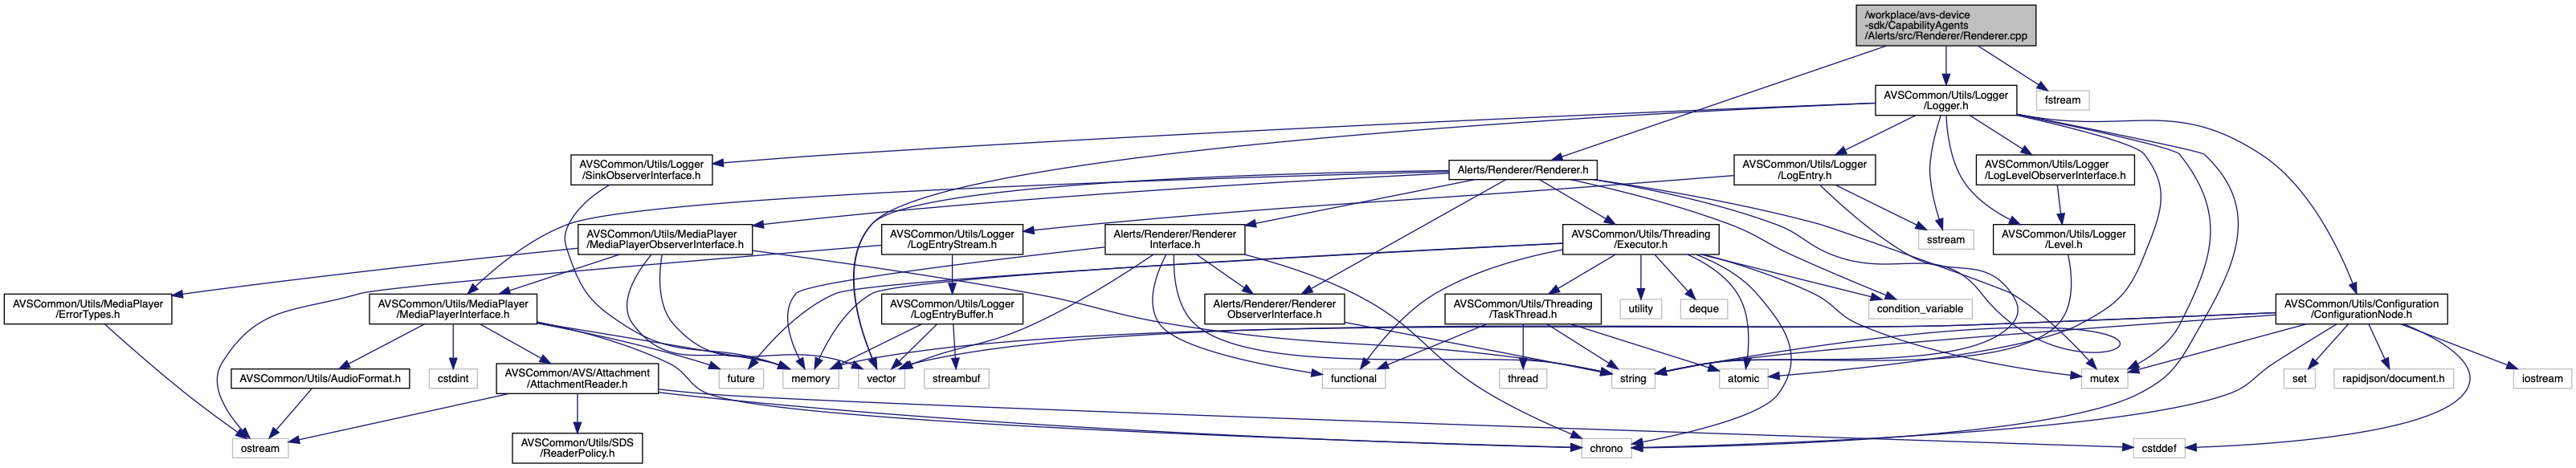 /workplace/avs-device
-sdk/CapabilityAgents
/Alerts/src/Renderer/Renderer.cpp
AVSCommon/Utils/Logger
/Logger.h
fstream
AVSCommon/Utils/Logger
/SinkObserverInterface.h
Alerts/Renderer/Renderer.h
AVSCommon/Utils/Logger
/LogEntry.h
AVSCommon/Utils/Logger
/LogLevelObserverInterface.h
AVSCommon/Utils/MediaPlayer
/MediaPlayerObserverInterface.h
AVSCommon/Utils/Logger
/LogEntryStream.h
Alerts/Renderer/Renderer
Interface.h
AVSCommon/Utils/Threading
/Executor.h
sstream
AVSCommon/Utils/Logger
/Level.h
AVSCommon/Utils/MediaPlayer
/ErrorTypes.h
AVSCommon/Utils/MediaPlayer
/MediaPlayerInterface.h
AVSCommon/Utils/Logger
/LogEntryBuffer.h
Alerts/Renderer/Renderer
ObserverInterface.h
AVSCommon/Utils/Threading
/TaskThread.h
utility
deque
condition_variable
AVSCommon/Utils/Configuration
/ConfigurationNode.h
AVSCommon/Utils/AudioFormat.h
cstdint
AVSCommon/AVS/Attachment
/AttachmentReader.h
future
memory
vector
streambuf
functional
thread
string
atomic
mutex
set
rapidjson/document.h
iostream
ostream
AVSCommon/Utils/SDS
/ReaderPolicy.h
chrono
cstddef